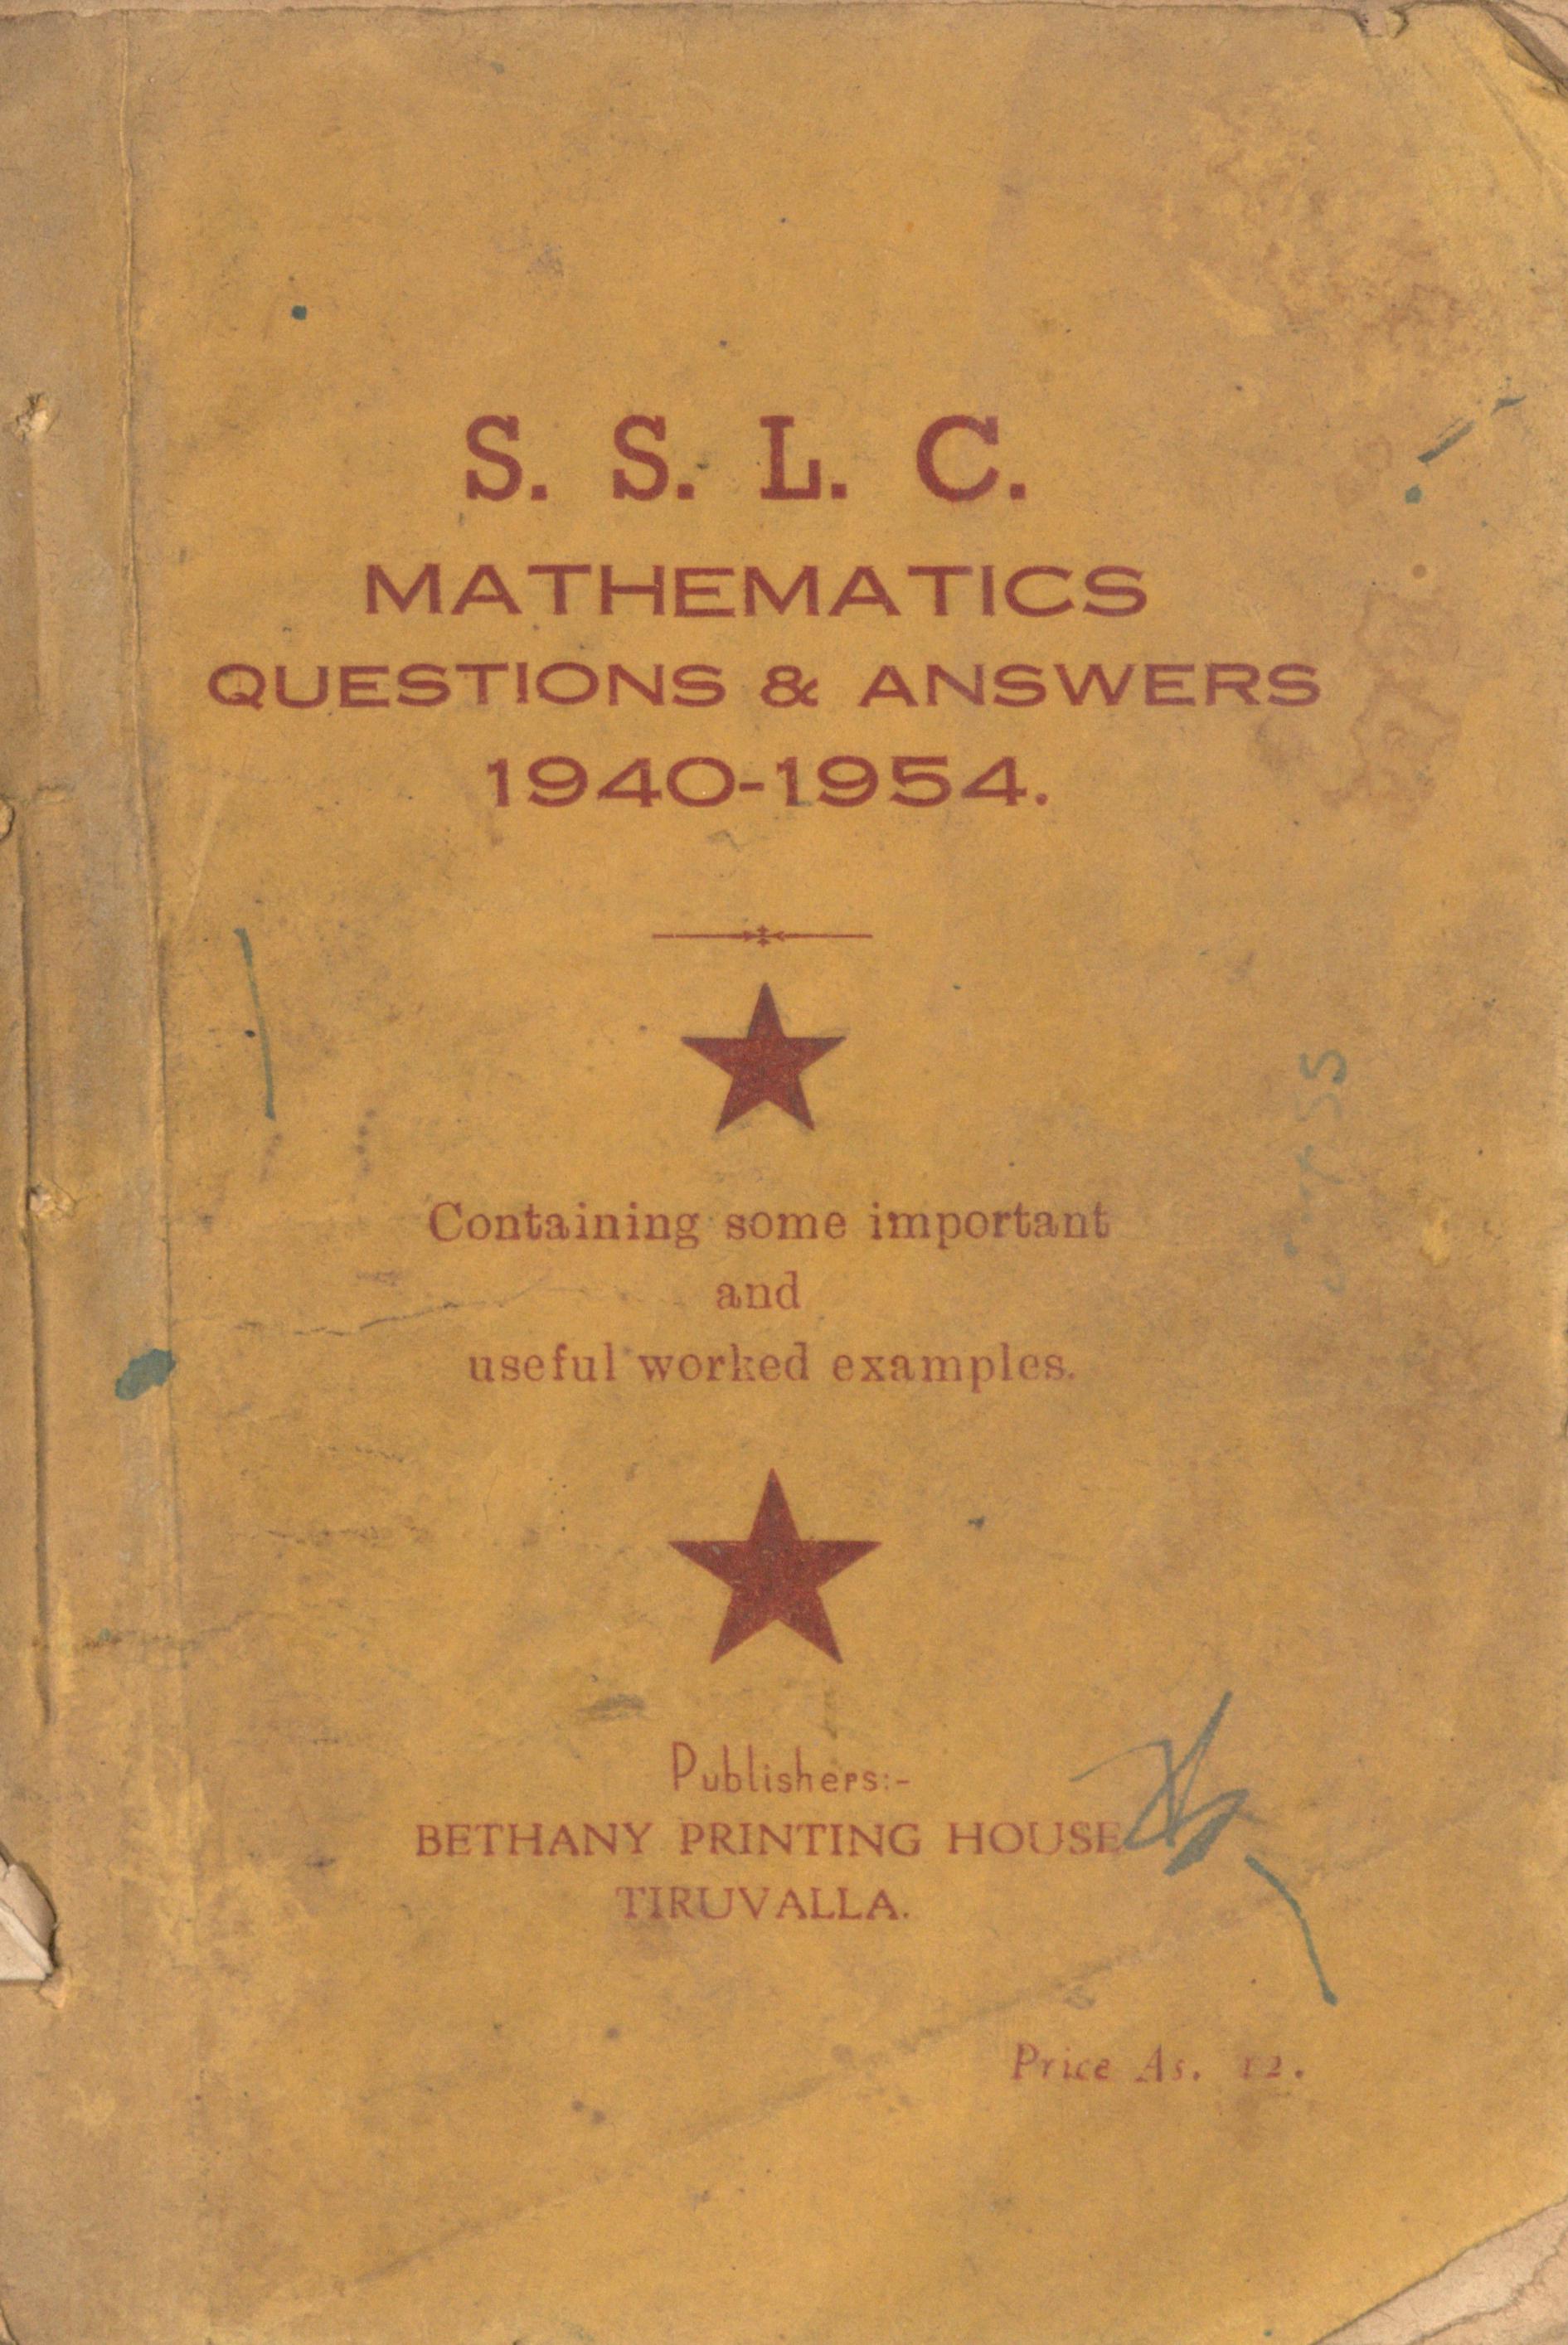 S. S. L. C.
MATHEMATICS
QUESTIONS & ANSWERS
1940-1954.
Containing some important
and
useful worked examples.
Publishers:-
BETHANY PRINTING HOUSE
TIRUVALLA.
Price As. 12.